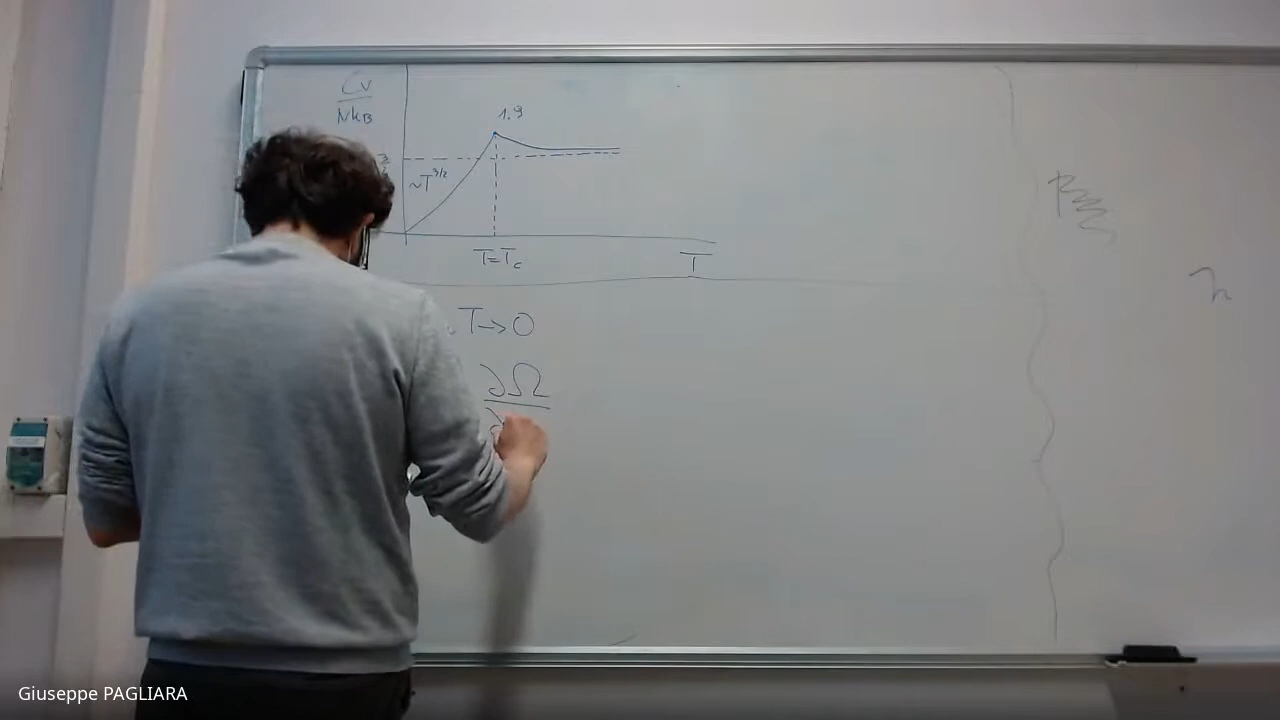 CV
NkB
1.9
~T^3/2
T=Tc
T
T→0
∂Ω
∂
Giuseppe PAGLIARA